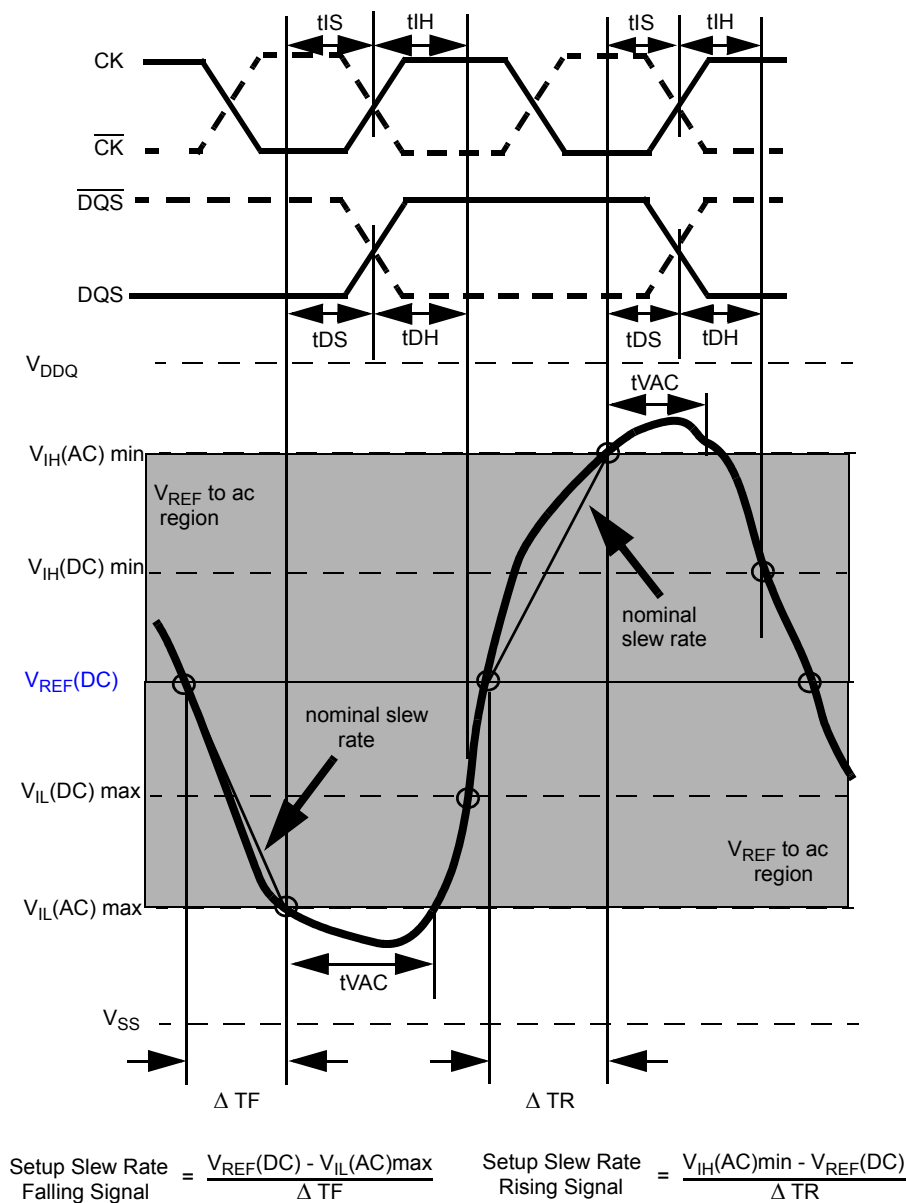 tIS tIH tIS tIH
CK
CK
DQS
DQS
tDS tDH tDS tDH
VDDQ
tVAC
VIH(AC) min
VREF to ac
region
VIH(DC) min
nominal
slew rate
VREF(DC)
nominal slew
rate
VIL(DC) max
VREF to ac
region
VIL(AC) max
tVAC
VSS
Δ TF Δ TR
Setup Slew Rate
Falling Signal
=
VREF(DC) - VIL(AC)max
Δ TF
Setup Slew Rate
Rising Signal
=
VIH(AC)min - VREF(DC)
Δ TR